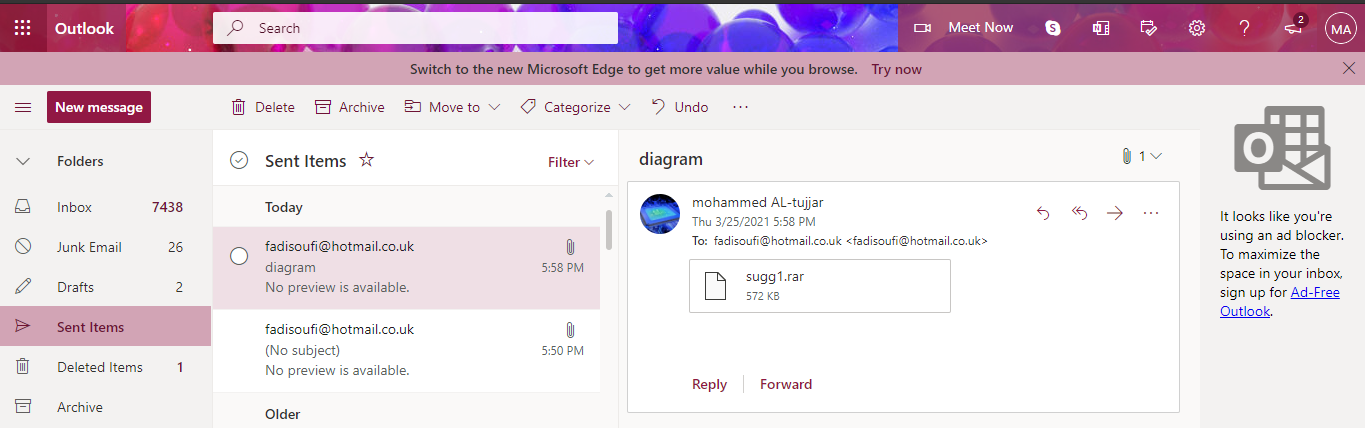 Outlook
Search
Meet Now
2
MA
Switch to the new Microsoft Edge to get more value while you browse. Try now
New message
Delete
Archive
Move to
Categorize
Undo
Folders
Inbox 7438
Junk Email 26
Drafts 2
Sent Items
Deleted Items 1
Archive
Sent Items
Filter
Today
fadisoufi@hotmail.co.uk
diagram 5:58 PM
No preview is available.
fadisoufi@hotmail.co.uk
(No subject) 5:50 PM
No preview is available.
Older
diagram
1
mohammed AL-tujjar
Thu 3/25/2021 5:58 PM
To: fadisoufi@hotmail.co.uk <fadisoufi@hotmail.co.uk>
sugg1.rar
572 KB
Reply
Forward
It looks like you're
using an ad blocker.
To maximize the
space in your inbox,
sign up for Ad-Free
Outlook.